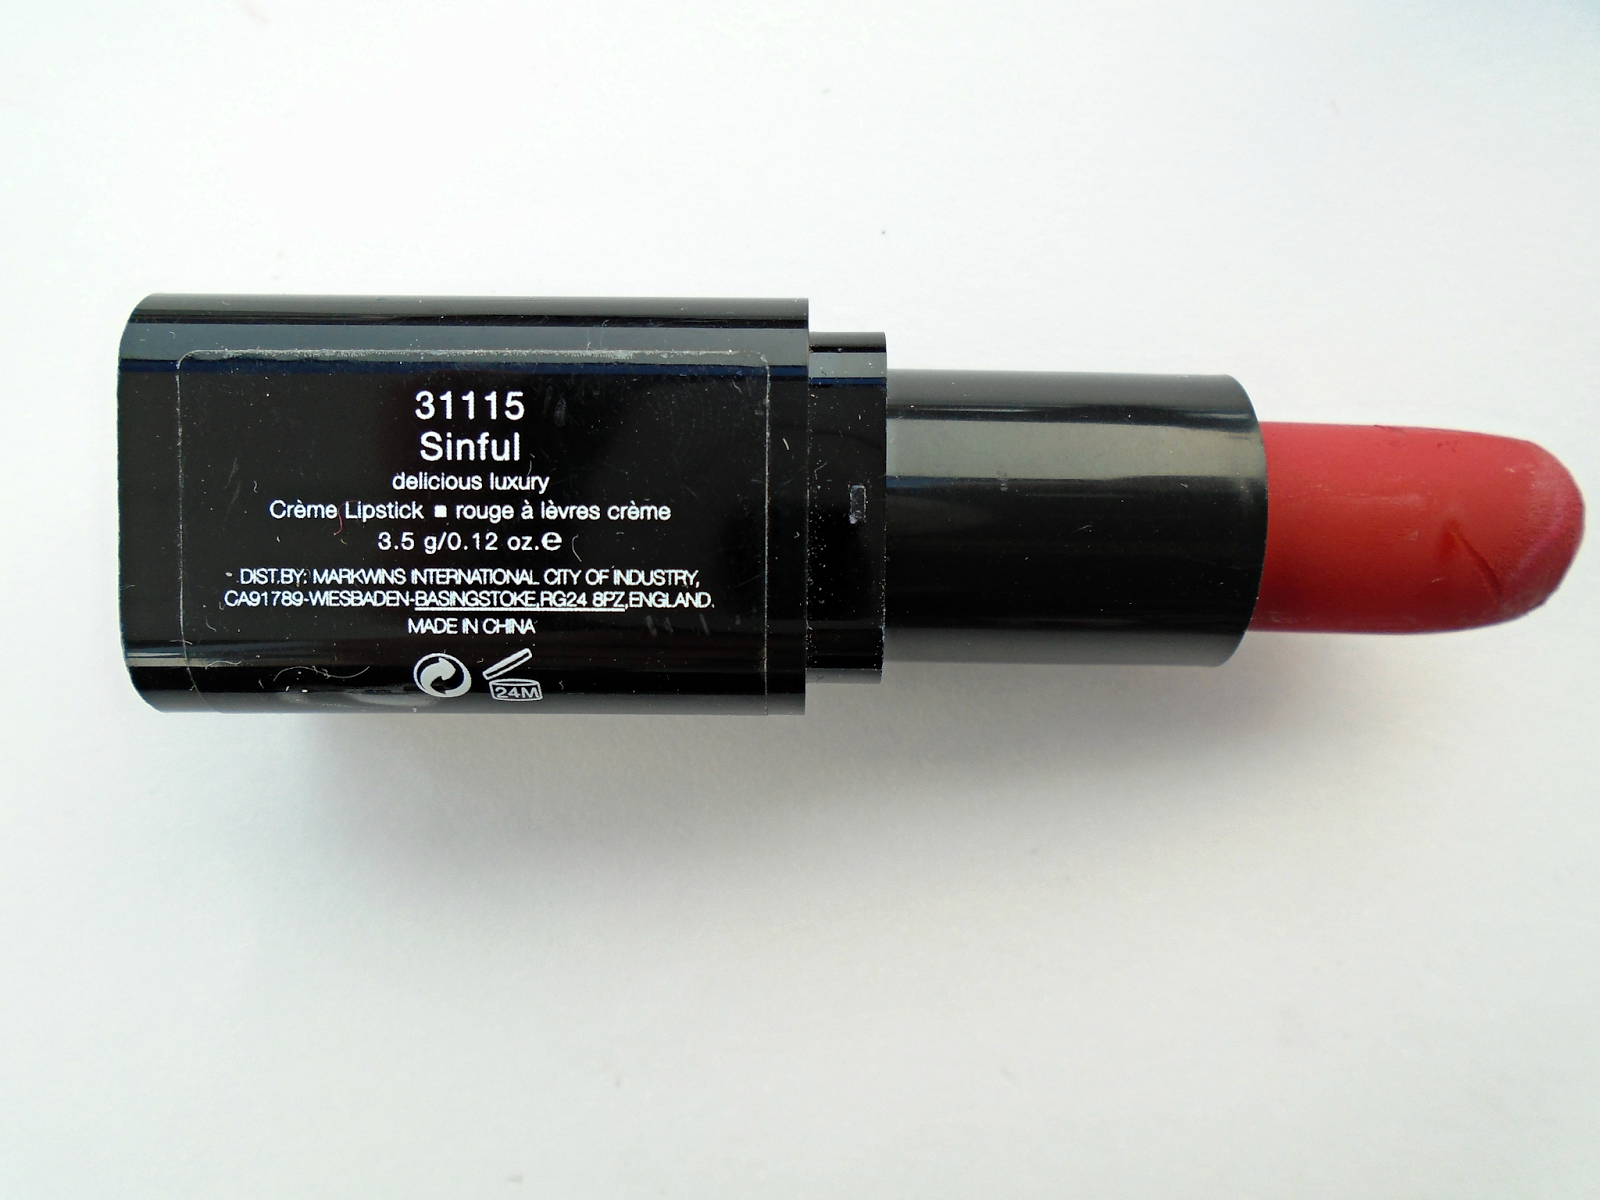 31115
Sinful
delicious luxury
Crème Lipstick ■ rouge à lèvres crème
3.5 g/0.12 oz.e
DIST.BY: MARKWINS INTERNATIONAL CITY OF INDUSTRY,
CA91789-WIESBADEN-BASINGSTOKE,RG24 8PZ,ENGLAND.
MADE IN CHINA
24M